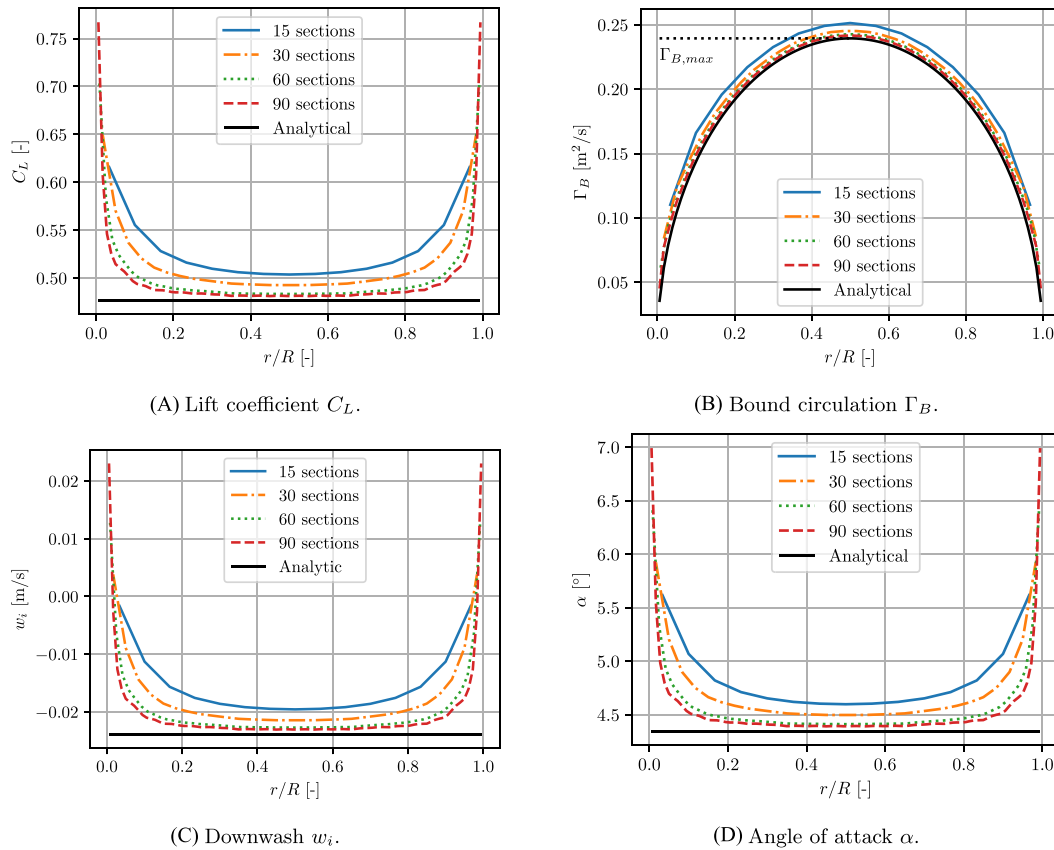 0.75
0.70
0.65
0.60
0.55
0.50
C_L [-]
15 sections
30 sections
60 sections
90 sections
Analytical
0.0 0.2 0.4 0.6 0.8 1.0
r/R [-]
(A) Lift coefficient C_L.
0.25
0.20
0.15
0.10
0.05
Γ_B [m²/s]
Γ_B,max
15 sections
30 sections
60 sections
90 sections
Analytical
0.0 0.2 0.4 0.6 0.8 1.0
r/R [-]
(B) Bound circulation Γ_B.
0.02
0.01
0.00
−0.01
−0.02
w_i [m/s]
15 sections
30 sections
60 sections
90 sections
Analytic
0.0 0.2 0.4 0.6 0.8 1.0
r/R [-]
(C) Downwash w_i.
7.0
6.5
6.0
5.5
5.0
4.5
α [°]
15 sections
30 sections
60 sections
90 sections
Analytical
0.0 0.2 0.4 0.6 0.8 1.0
r/R [-]
(D) Angle of attack α.